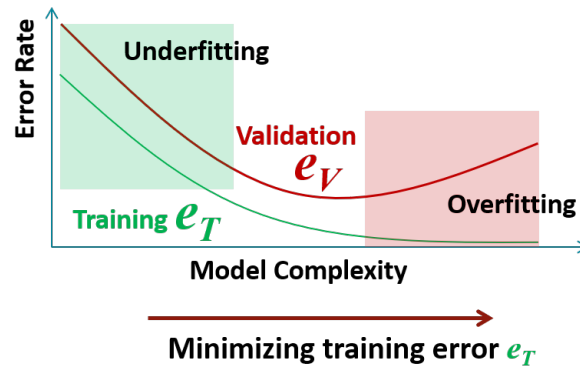 Underfitting
Error Rate
Validation
e_V
Overfitting
Training e_T
Model Complexity
Minimizing training error e_T